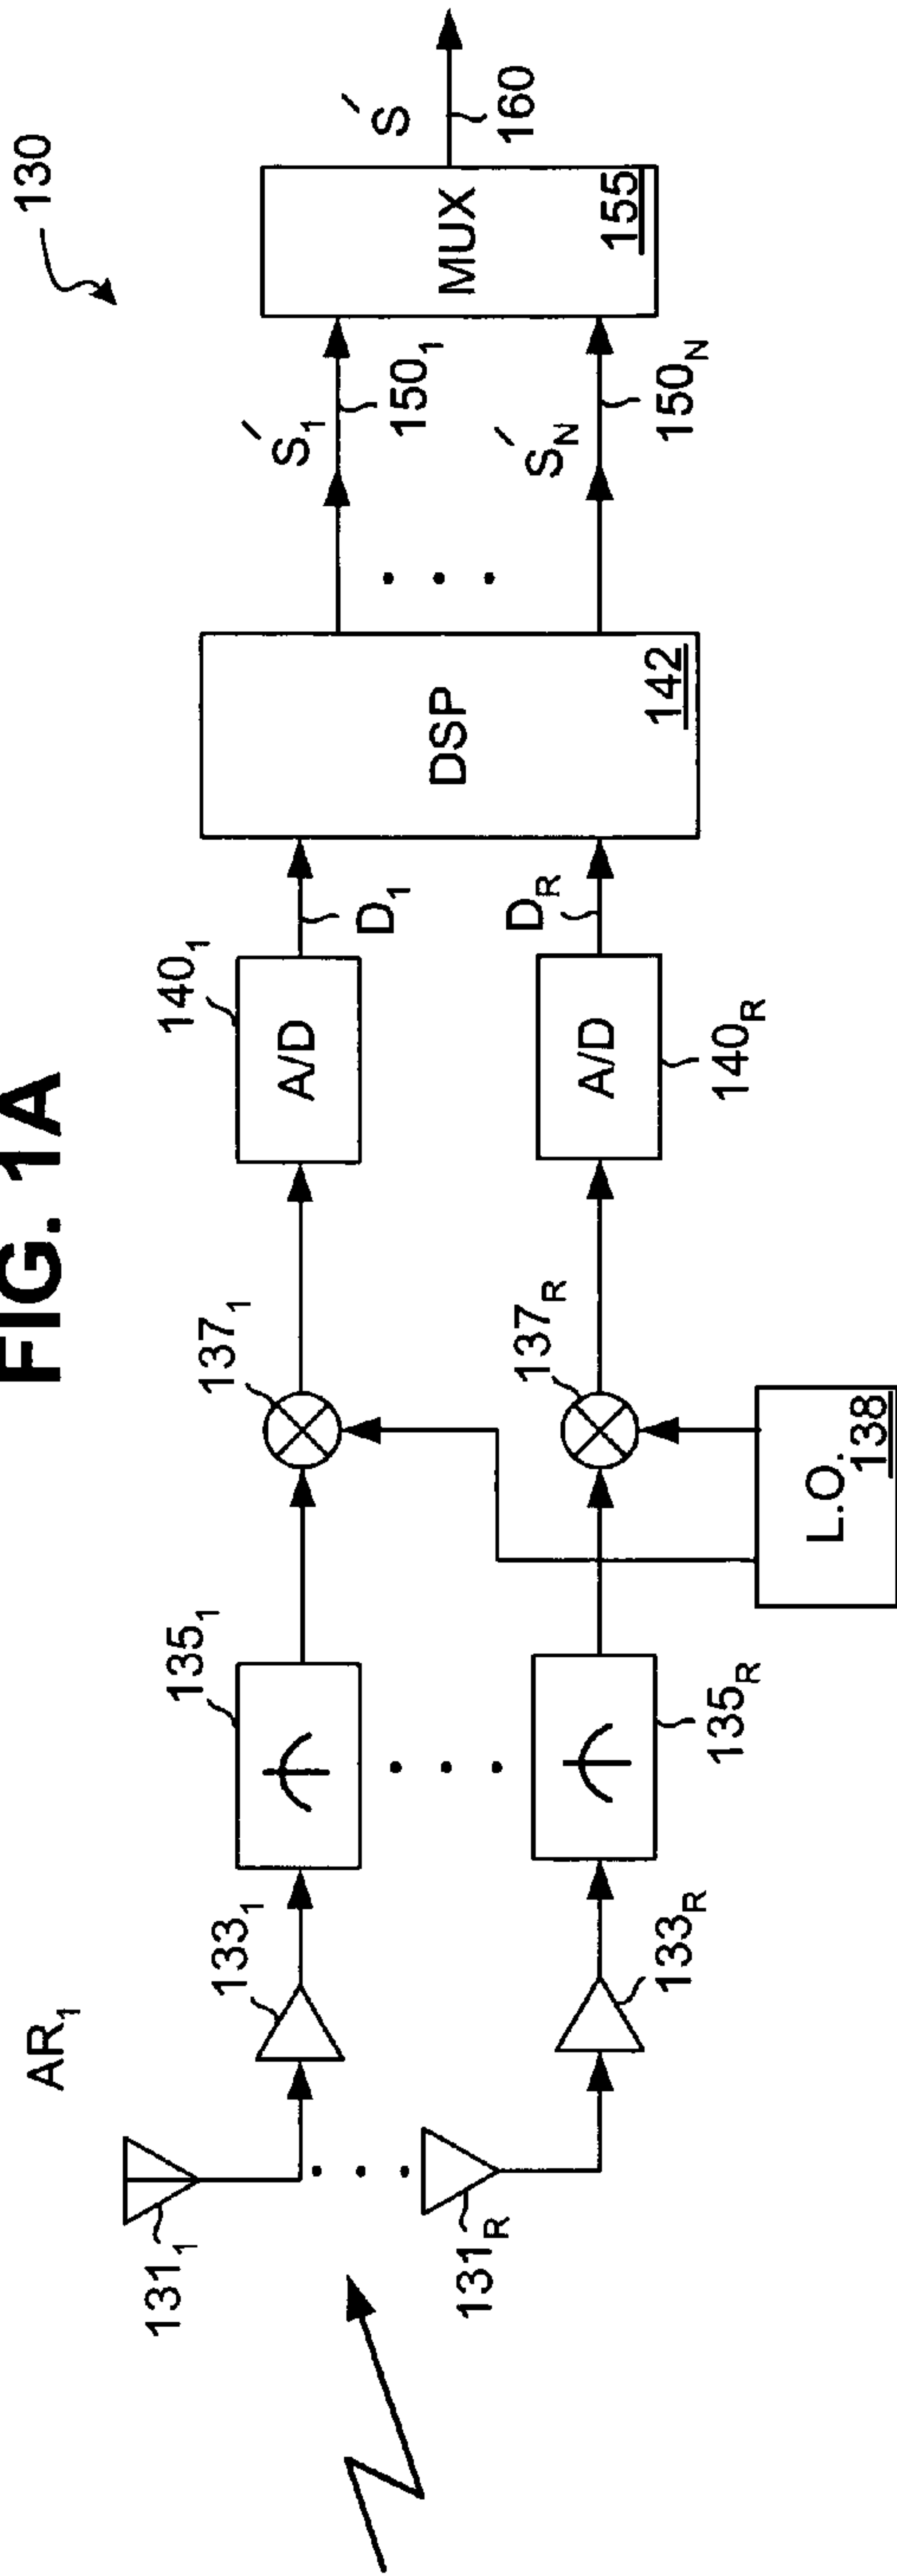 FIG. 1A
130
AR₁
131₁
133₁
135₁
137₁
140₁
A/D
D₁
DSP
142
S´₁
150₁
MUX
155
S´
160
131R
133R
135R
137R
L.O.
138
A/D
140R
DR
S´N
150N